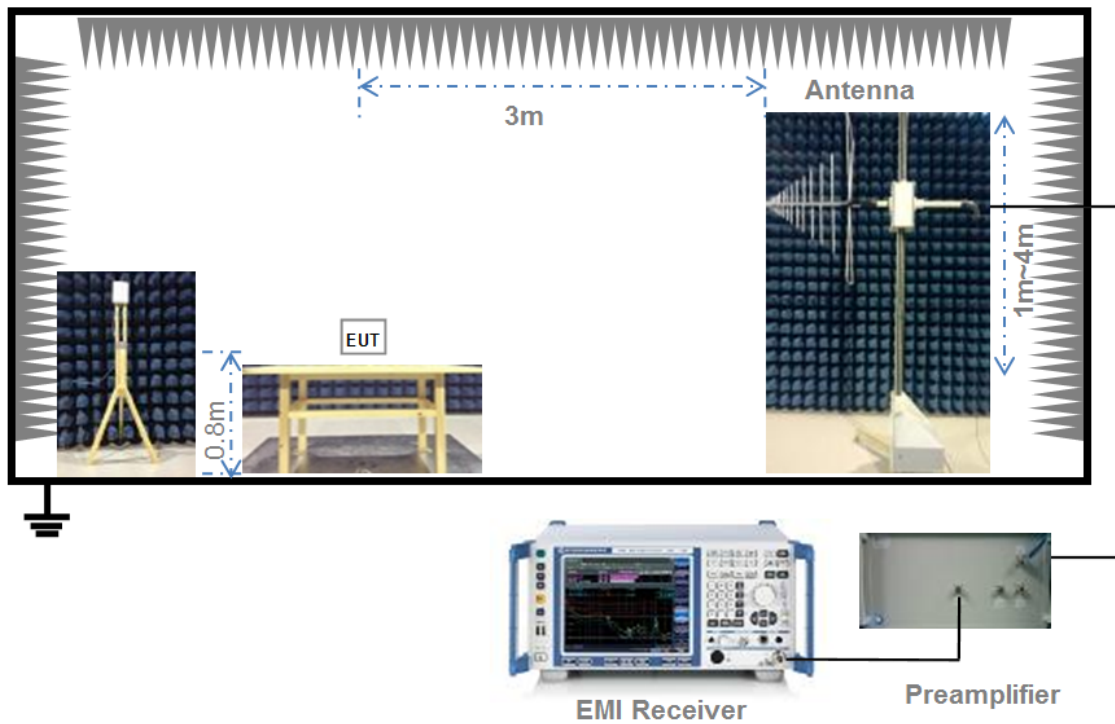 3m
Antenna
1m~4m
EUT
0.8m
EMI Receiver
Preamplifier